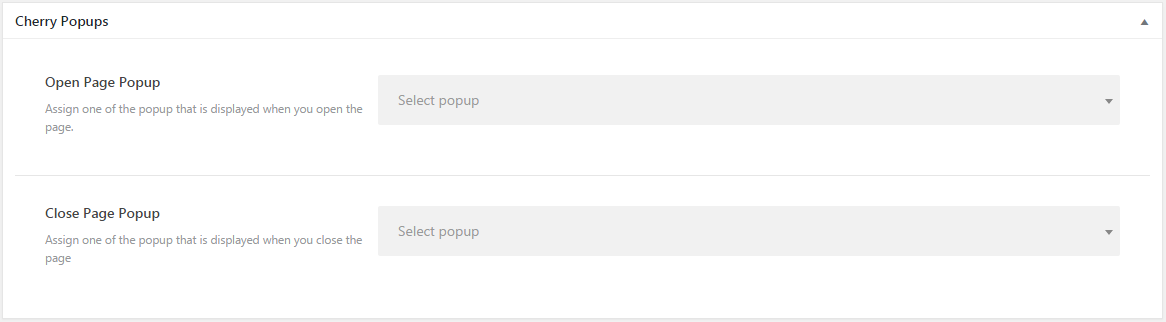 Cherry Popups
Open Page Popup
Assign one of the popup that is displayed when you open the
page.
Select popup
Close Page Popup
Assign one of the popup that is displayed when you close the
page
Select popup